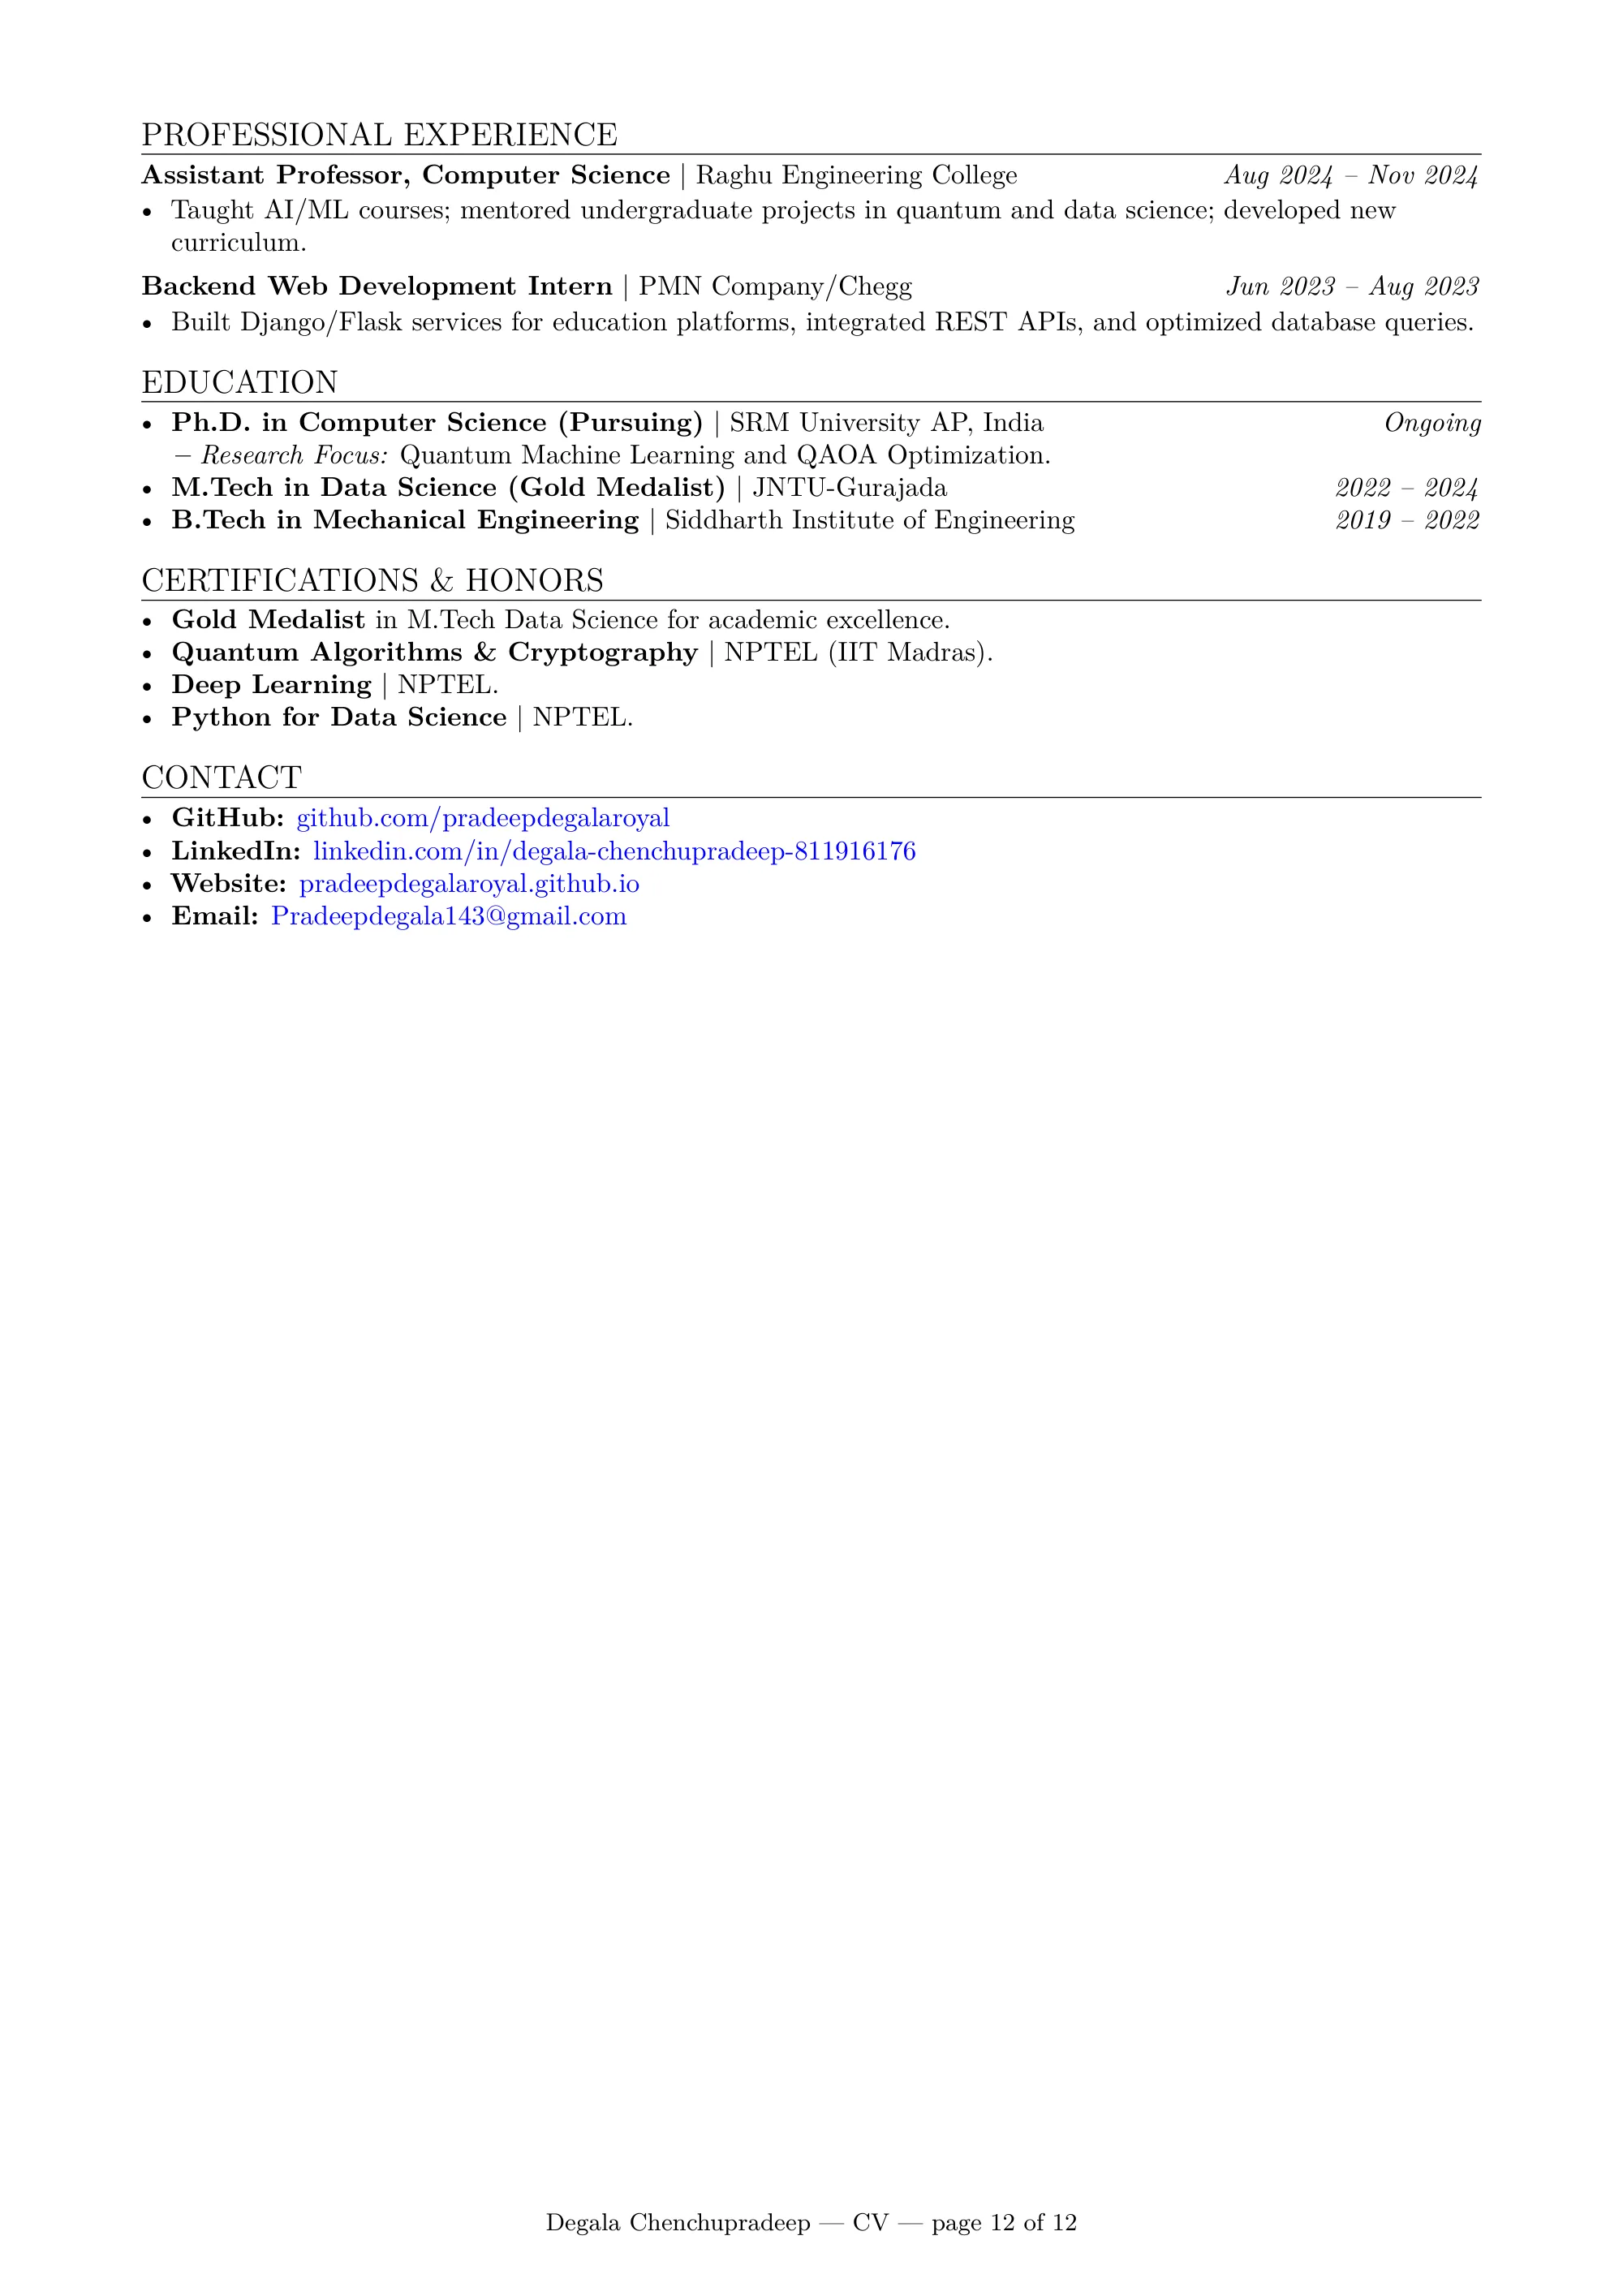 PROFESSIONAL EXPERIENCE
Assistant Professor, Computer Science | Raghu Engineering College Aug 2024 – Nov 2024
• Taught AI/ML courses; mentored undergraduate projects in quantum and data science; developed new
curriculum.
Backend Web Development Intern | PMN Company/Chegg Jun 2023 – Aug 2023
• Built Django/Flask services for education platforms, integrated REST APIs, and optimized database queries.
EDUCATION
• Ph.D. in Computer Science (Pursuing) | SRM University AP, India Ongoing
– Research Focus: Quantum Machine Learning and QAOA Optimization.
• M.Tech in Data Science (Gold Medalist) | JNTU-Gurajada 2022 – 2024
• B.Tech in Mechanical Engineering | Siddharth Institute of Engineering 2019 – 2022
CERTIFICATIONS & HONORS
• Gold Medalist in M.Tech Data Science for academic excellence.
• Quantum Algorithms & Cryptography | NPTEL (IIT Madras).
• Deep Learning | NPTEL.
• Python for Data Science | NPTEL.
CONTACT
• GitHub: github.com/pradeepdegalaroyal
• LinkedIn: linkedin.com/in/degala-chenchupradeep-811916176
• Website: pradeepdegalaroyal.github.io
• Email: Pradeepdegala143@gmail.com
Degala Chenchupradeep — CV — page 12 of 12